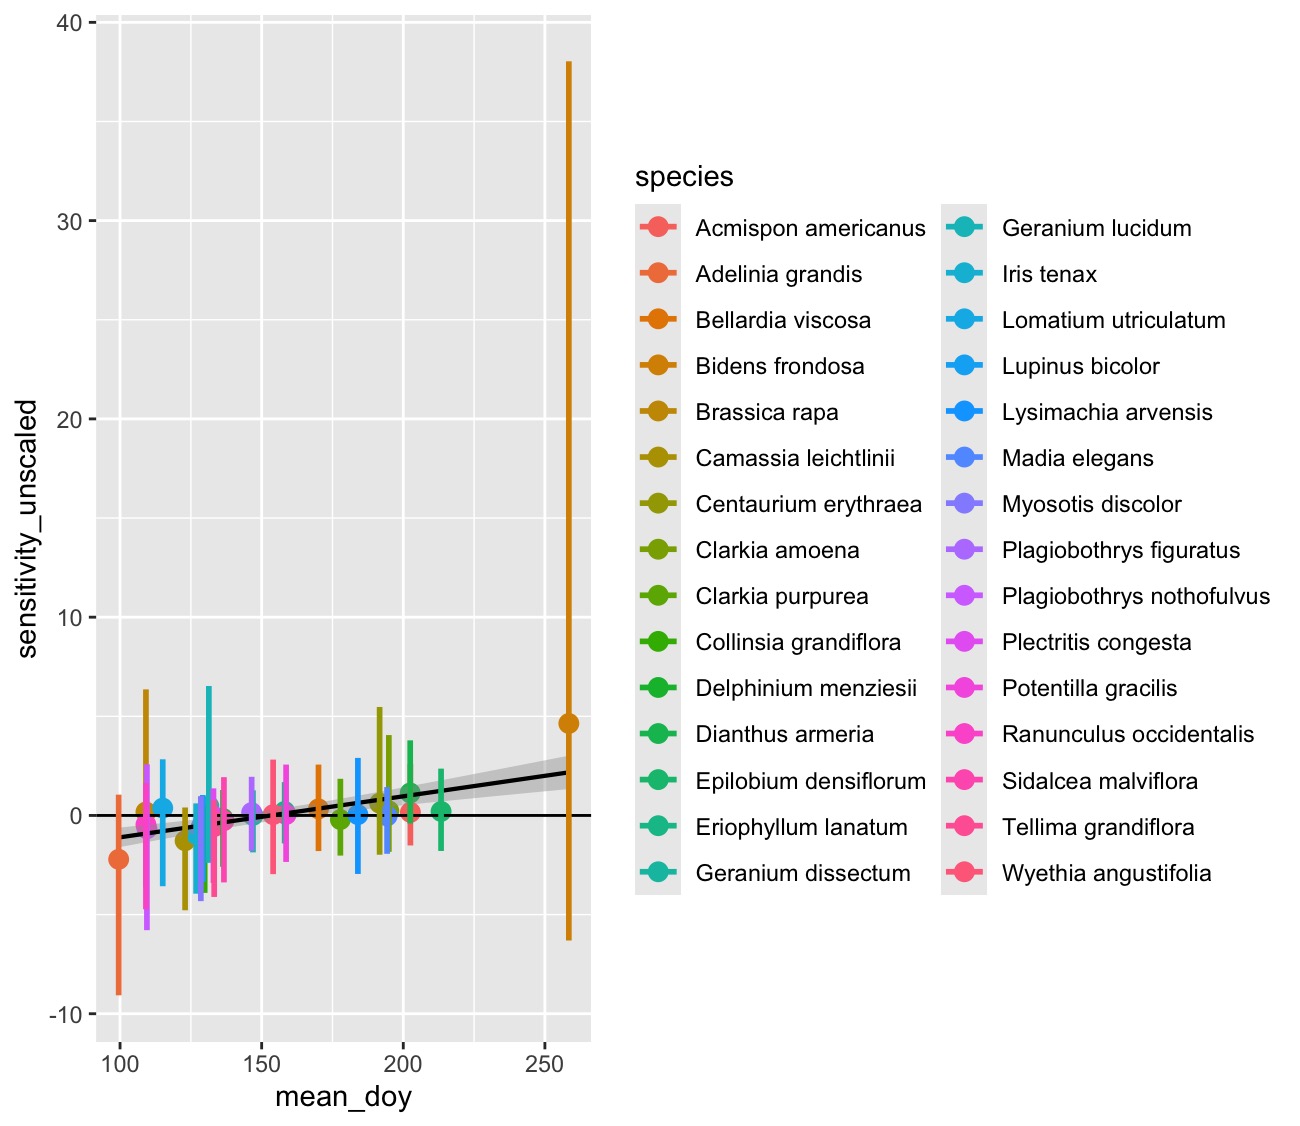 40
30
20
10
0
-10
sensitivity_unscaled
100
150
200
250
mean_doy
species
Acmispon americanus
Adelinia grandis
Bellardia viscosa
Bidens frondosa
Brassica rapa
Camassia leichtlinii
Centaurium erythraea
Clarkia amoena
Clarkia purpurea
Collinsia grandiflora
Delphinium menziesii
Dianthus armeria
Epilobium densiflorum
Eriophyllum lanatum
Geranium dissectum
Geranium lucidum
Iris tenax
Lomatium utriculatum
Lupinus bicolor
Lysimachia arvensis
Madia elegans
Myosotis discolor
Plagiobothrys figuratus
Plagiobothrys nothofulvus
Plectritis congesta
Potentilla gracilis
Ranunculus occidentalis
Sidalcea malviflora
Tellima grandiflora
Wyethia angustifolia